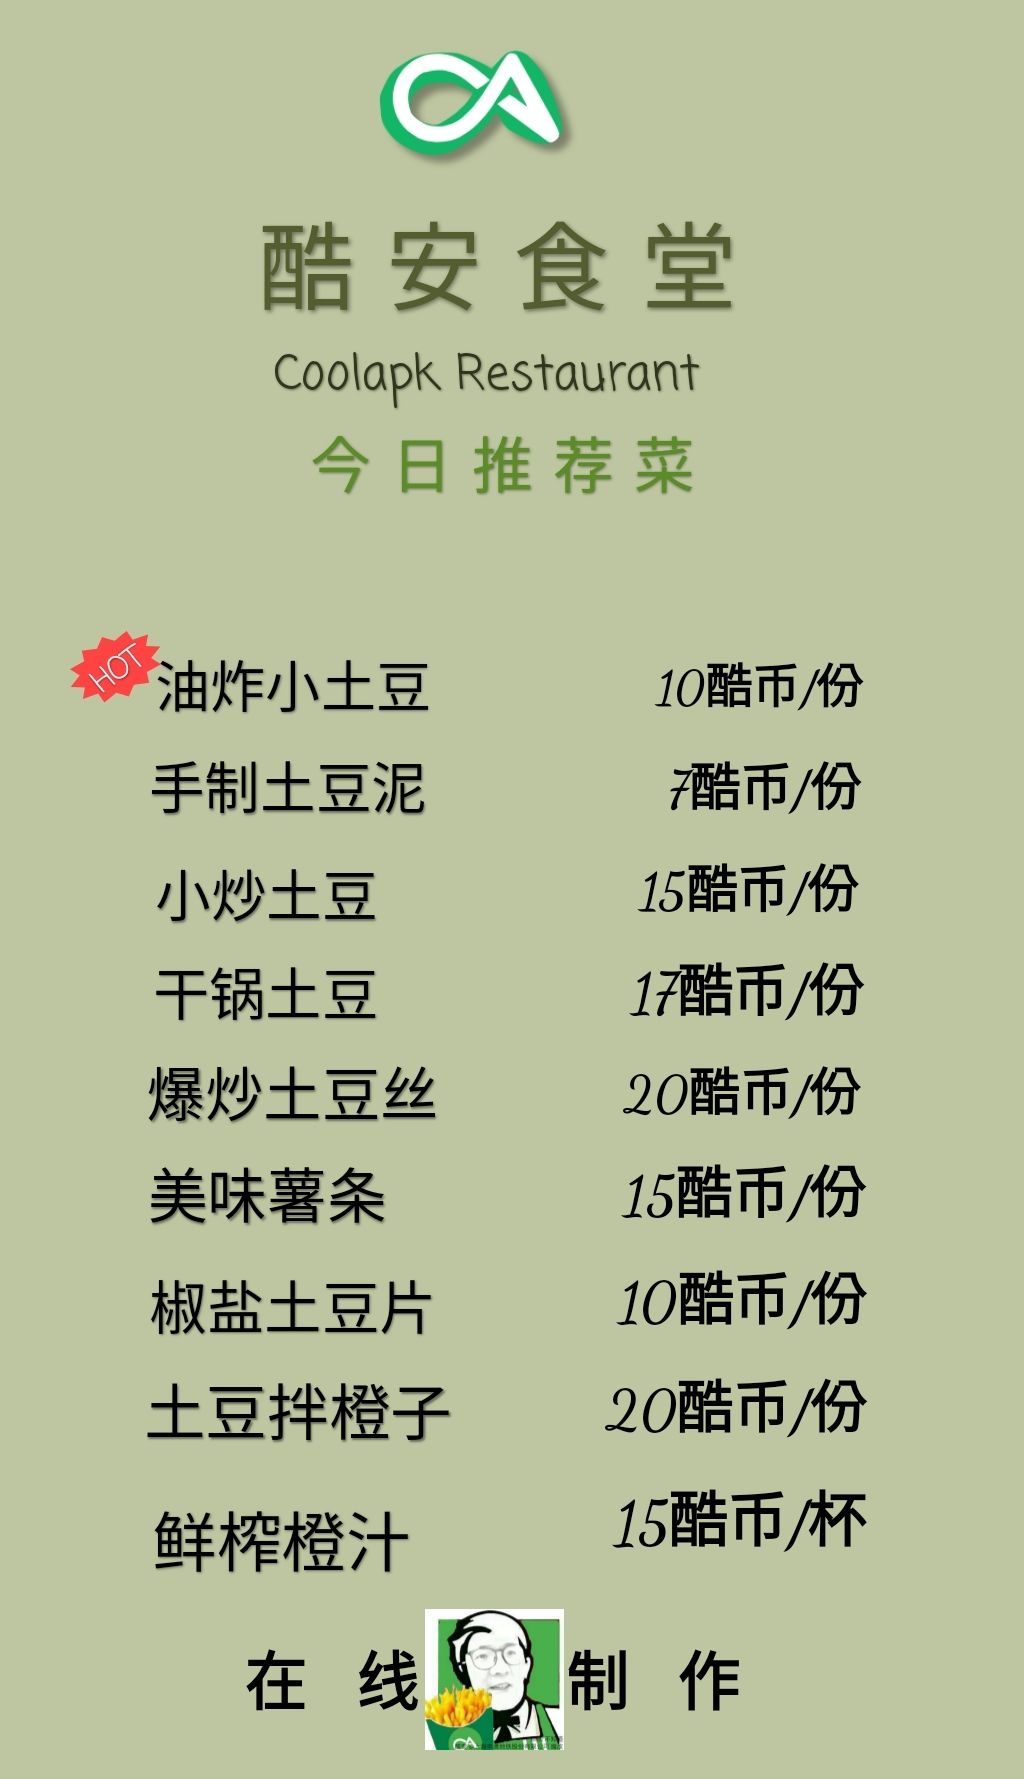 CA
酷安食堂
Coolapk Restaurant
今日推荐菜
HOT
油炸小土豆 10酷币/份
手制土豆泥 7酷币/份
小炒土豆 15酷币/份
干锅土豆 17酷币/份
爆炒土豆丝 20酷币/份
美味薯条 15酷币/份
椒盐土豆片 10酷币/份
土豆拌橙子 20酷币/份
鲜榨橙汁 15酷币/杯
在线制作
CA